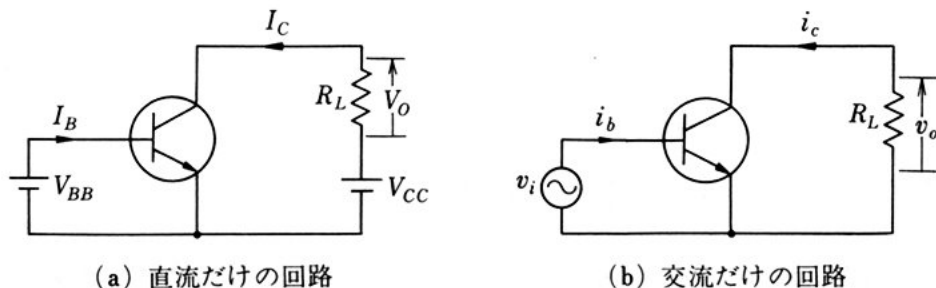 I_C
R_L
V_O
I_B
V_BB
V_CC
(a) 直流だけの回路
i_c
R_L
v_o
i_b
v_i
(b) 交流だけの回路